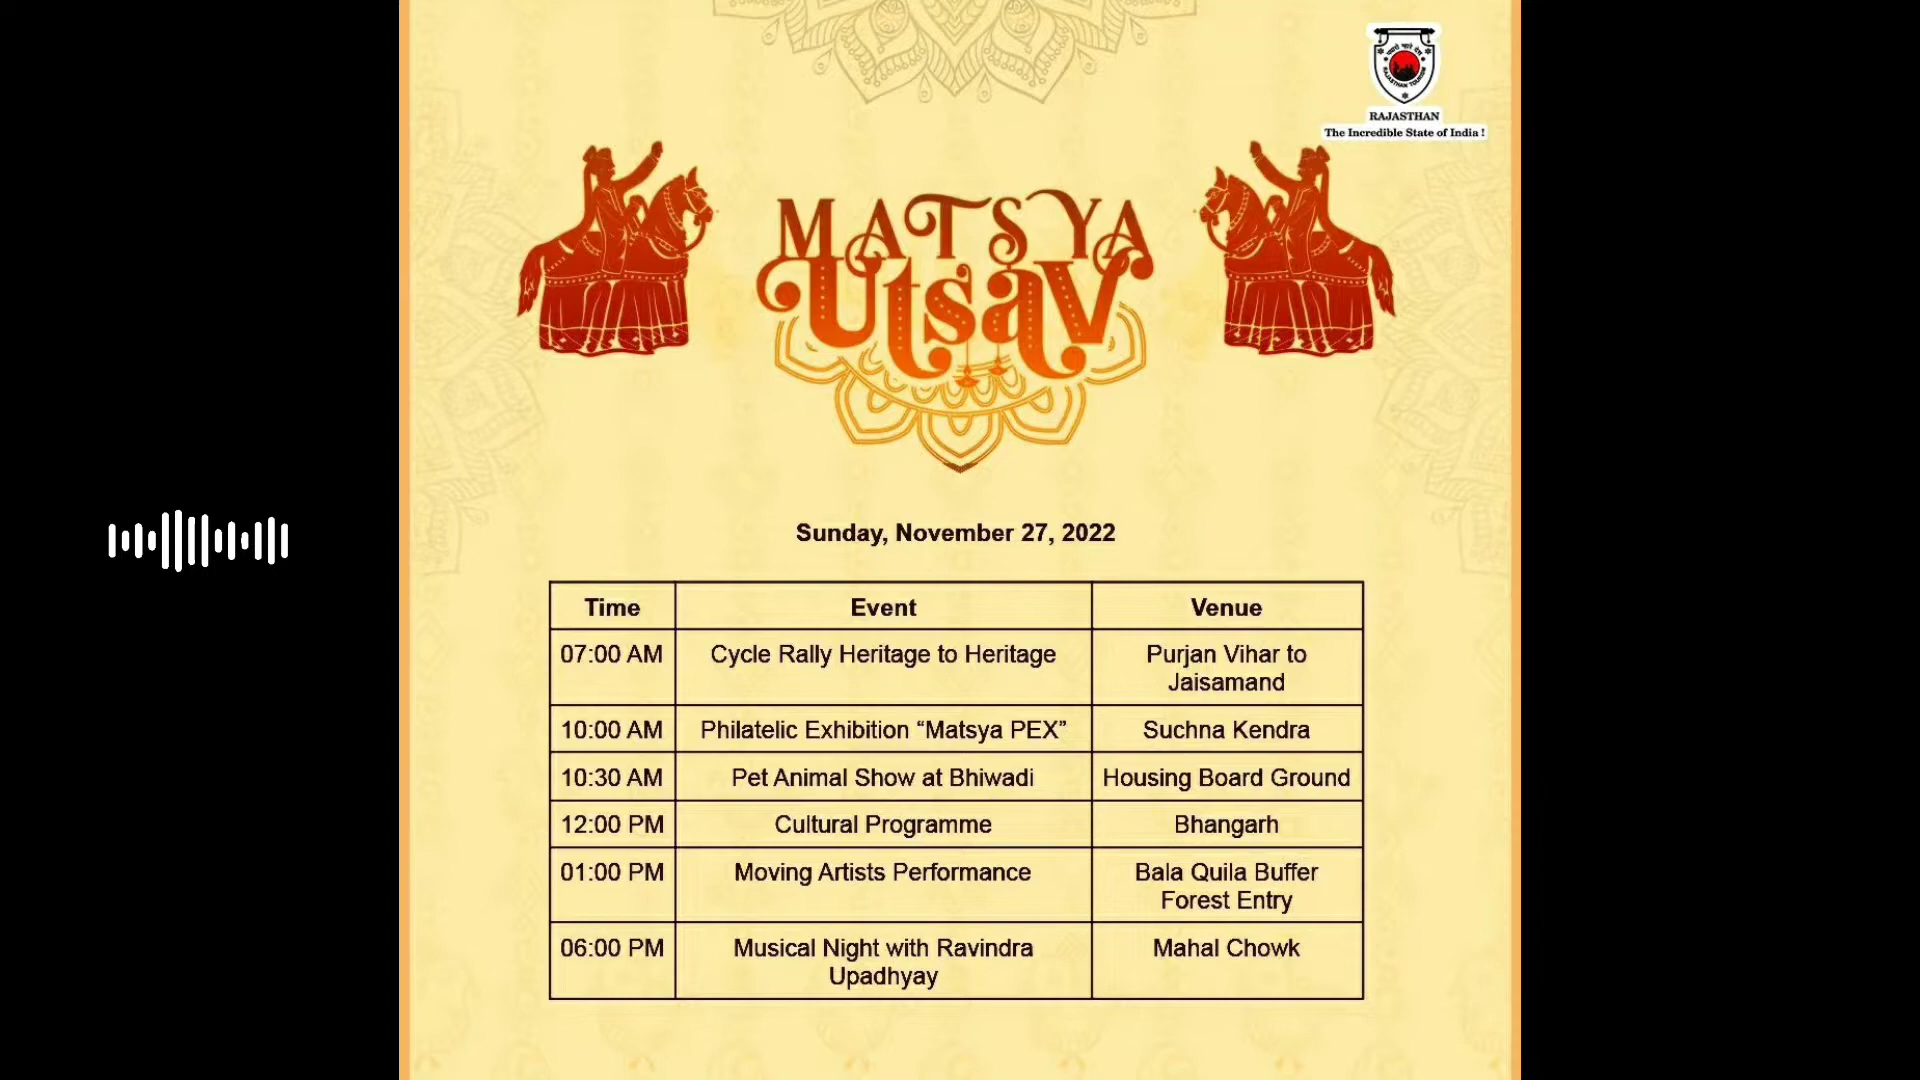 पधारो म्हारे देश
RAJASTHAN TOURISM
RAJASTHAN
The Incredible State of India !
MATSYA
Utsav
Sunday, November 27, 2022
Time Event Venue
07:00 AM Cycle Rally Heritage to Heritage Purjan Vihar to
Jaisamand
10:00 AM Philatelic Exhibition “Matsya PEX” Suchna Kendra
10:30 AM Pet Animal Show at Bhiwadi Housing Board Ground
12:00 PM Cultural Programme Bhangarh
01:00 PM Moving Artists Performance Bala Quila Buffer
Forest Entry
06:00 PM Musical Night with Ravindra Mahal Chowk
Upadhyay